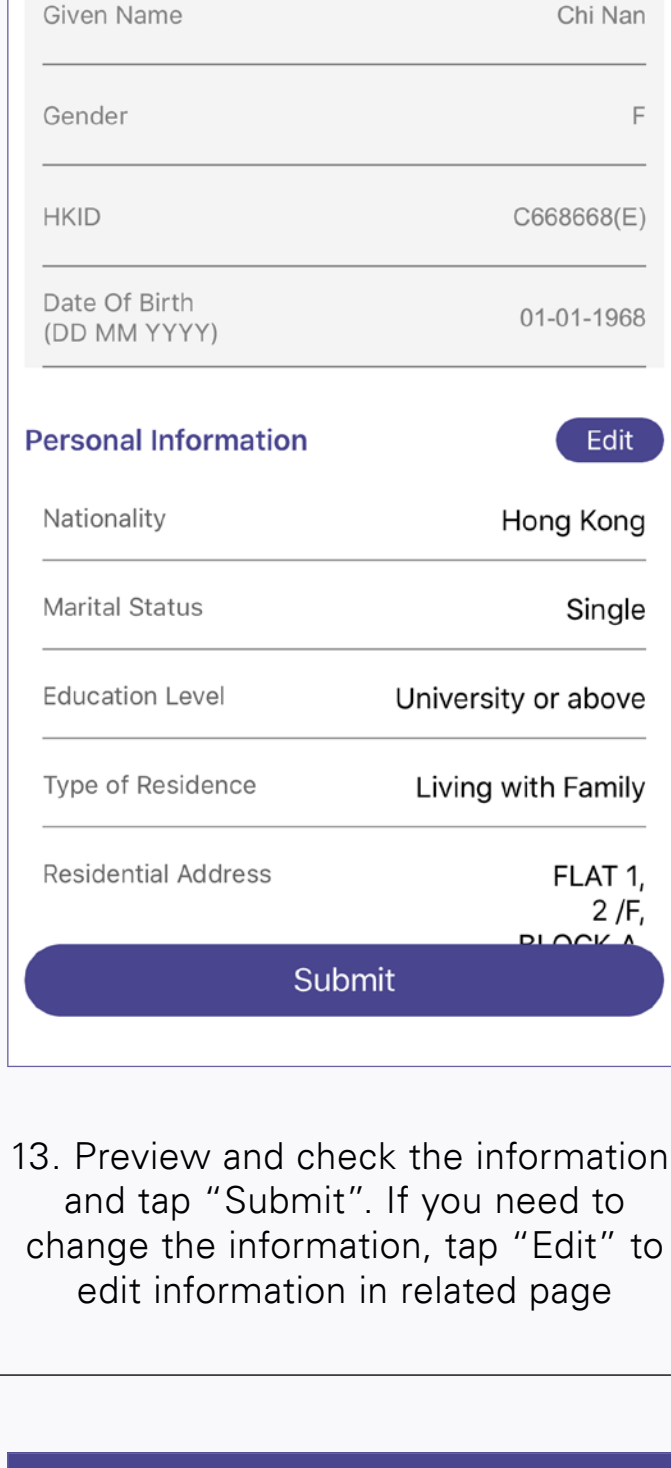 Given Name Chi Nan
Gender F
HKID C668668(E)
Date Of Birth
(DD MM YYYY) 01-01-1968
Personal Information Edit
Nationality Hong Kong
Marital Status Single
Education Level University or above
Type of Residence Living with Family
Residential Address FLAT 1,
2 /F,
BLOCK A,
Submit
13. Preview and check the information
and tap “Submit”. If you need to
change the information, tap “Edit” to
edit information in related page